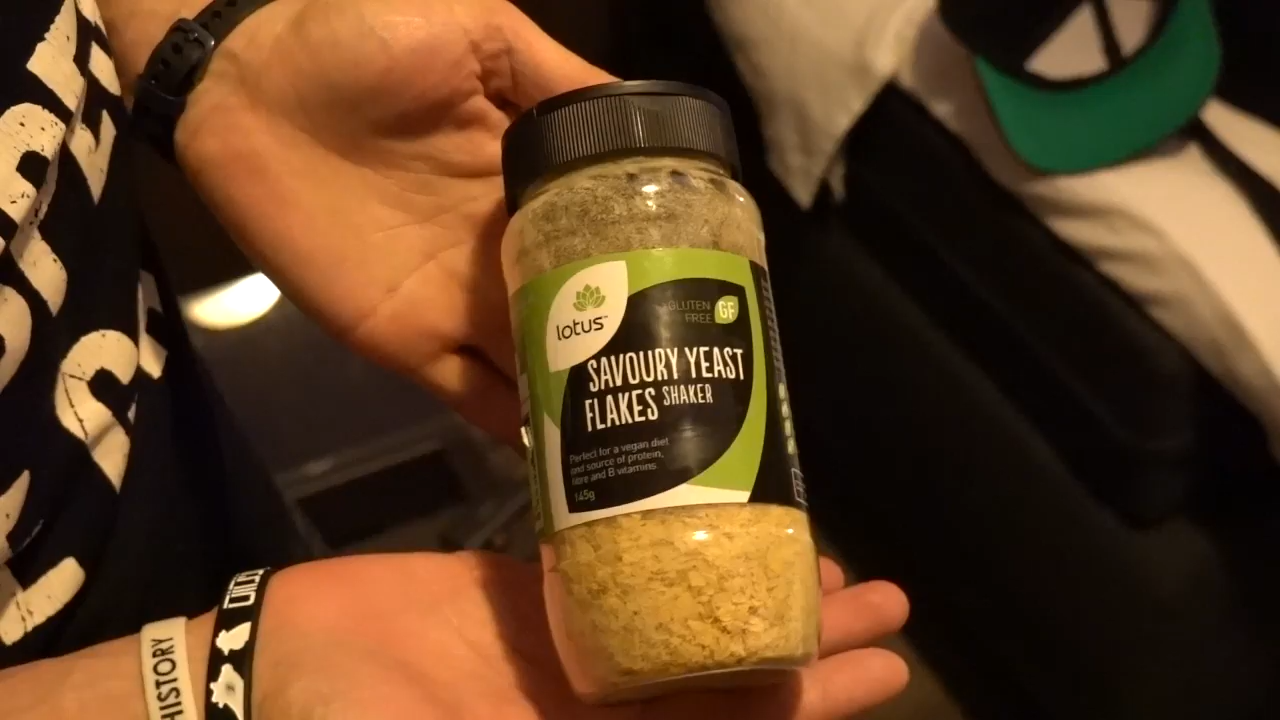 lotus™
GLUTEN
FREE
GF
SAVOURY YEAST
FLAKES SHAKER
Perfect for a vegan diet
and source of protein,
fibre and B vitamins.
145g
HISTORY